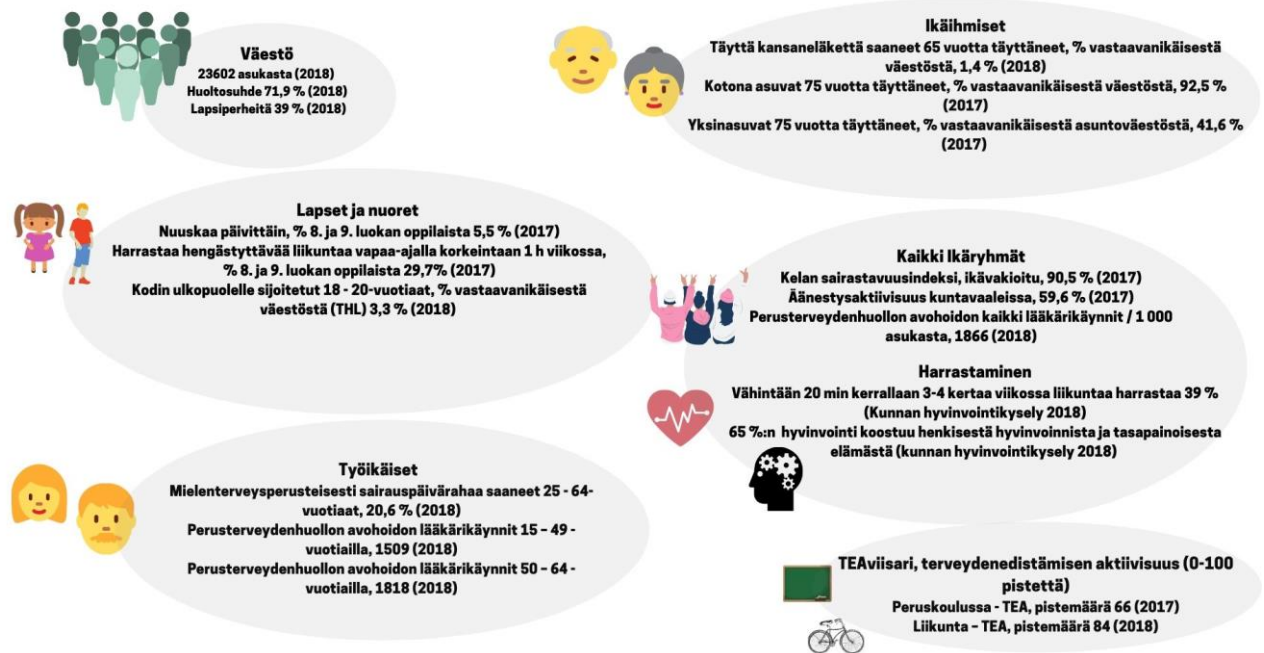 Väestö
23602 asukasta (2018)
Huoltosuhde 71,9 % (2018)
Lapsiperheitä 39 % (2018)
Ikäihmiset
Täyttä kansaneläkettä saaneet 65 vuotta täyttäneet, % vastaavanikäisestä
väestöstä, 1,4 % (2018)
Kotona asuvat 75 vuotta täyttäneet, % vastaavanikäisestä väestöstä, 92,5 %
(2017)
Yksinasuvat 75 vuotta täyttäneet, % vastaavanikäisestä asuntoväestöstä, 41,6 %
(2017)
Lapset ja nuoret
Nuuskaa päivittäin, % 8. ja 9. luokan oppilaista 5,5 % (2017)
Harrastaa hengästyttävää liikuntaa vapaa-ajalla korkeintaan 1 h viikossa,
% 8. ja 9. luokan oppilaista 29,7% (2017)
Kodin ulkopuolelle sijoitetut 18 - 20-vuotiaat, % vastaavanikäisestä
väestöstä (THL) 3,3 % (2018)
Kaikki Ikäryhmät
Kelan sairastavuusindeksi, ikävakioitu, 90,5 % (2017)
Äänestysaktiivisuus kuntavaaleissa, 59,6 % (2017)
Perusterveydenhuollon avohoidon kaikki lääkärikäynnit / 1 000
asukasta, 1866 (2018)
Harrastaminen
Vähintään 20 min kerrallaan 3-4 kertaa viikossa liikuntaa harrastaa 39 %
(Kunnan hyvinvointikysely 2018)
65 %:n hyvinvointi koostuu henkisestä hyvinvoinnista ja tasapainoisesta
elämästä (kunnan hyvinvointikysely 2018)
Työikäiset
Mielenterveysperusteisesti sairauspäivärahaa saaneet 25 - 64-
vuotiaat, 20,6 % (2018)
Perusterveydenhuollon avohoidon lääkärikäynnit 15 – 49 -
vuotiailla, 1509 (2018)
Perusterveydenhuollon avohoidon lääkärikäynnit 50 – 64 -
vuotiailla, 1818 (2018)
TEAviisari, terveydenedistämisen aktiivisuus (0-100
pistettä)
Peruskoulussa - TEA, pistemäärä 66 (2017)
Liikunta – TEA, pistemäärä 84 (2018)